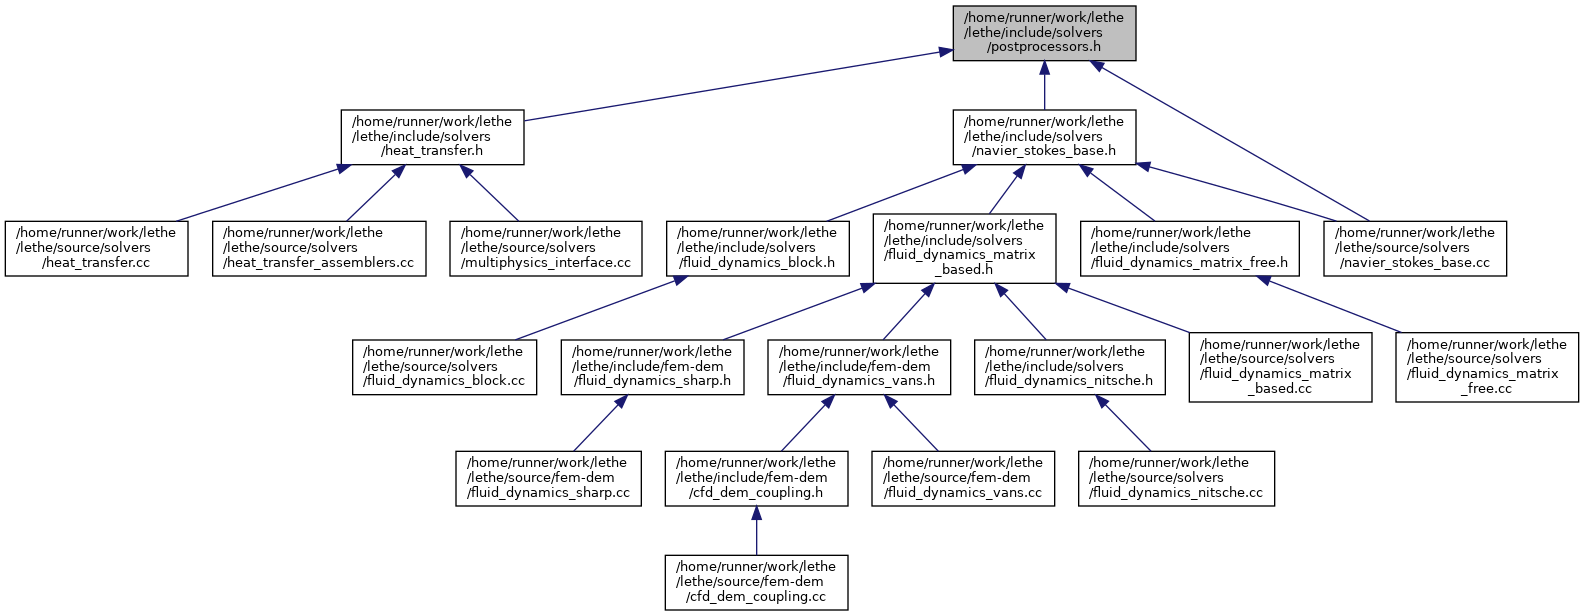 /home/runner/work/lethe
/lethe/include/solvers
/postprocessors.h
/home/runner/work/lethe
/lethe/include/solvers
/heat_transfer.h
/home/runner/work/lethe
/lethe/include/solvers
/navier_stokes_base.h
/home/runner/work/lethe
/lethe/source/solvers
/heat_transfer.cc
/home/runner/work/lethe
/lethe/source/solvers
/heat_transfer_assemblers.cc
/home/runner/work/lethe
/lethe/source/solvers
/multiphysics_interface.cc
/home/runner/work/lethe
/lethe/include/solvers
/fluid_dynamics_block.h
/home/runner/work/lethe
/lethe/include/solvers
/fluid_dynamics_matrix
_based.h
/home/runner/work/lethe
/lethe/include/solvers
/fluid_dynamics_matrix_free.h
/home/runner/work/lethe
/lethe/source/solvers
/navier_stokes_base.cc
/home/runner/work/lethe
/lethe/source/solvers
/fluid_dynamics_block.cc
/home/runner/work/lethe
/lethe/include/fem-dem
/fluid_dynamics_sharp.h
/home/runner/work/lethe
/lethe/include/fem-dem
/fluid_dynamics_vans.h
/home/runner/work/lethe
/lethe/include/solvers
/fluid_dynamics_nitsche.h
/home/runner/work/lethe
/lethe/source/solvers
/fluid_dynamics_matrix
_based.cc
/home/runner/work/lethe
/lethe/source/solvers
/fluid_dynamics_matrix
_free.cc
/home/runner/work/lethe
/lethe/source/fem-dem
/fluid_dynamics_sharp.cc
/home/runner/work/lethe
/lethe/include/fem-dem
/cfd_dem_coupling.h
/home/runner/work/lethe
/lethe/source/fem-dem
/fluid_dynamics_vans.cc
/home/runner/work/lethe
/lethe/source/solvers
/fluid_dynamics_nitsche.cc
/home/runner/work/lethe
/lethe/source/fem-dem
/cfd_dem_coupling.cc